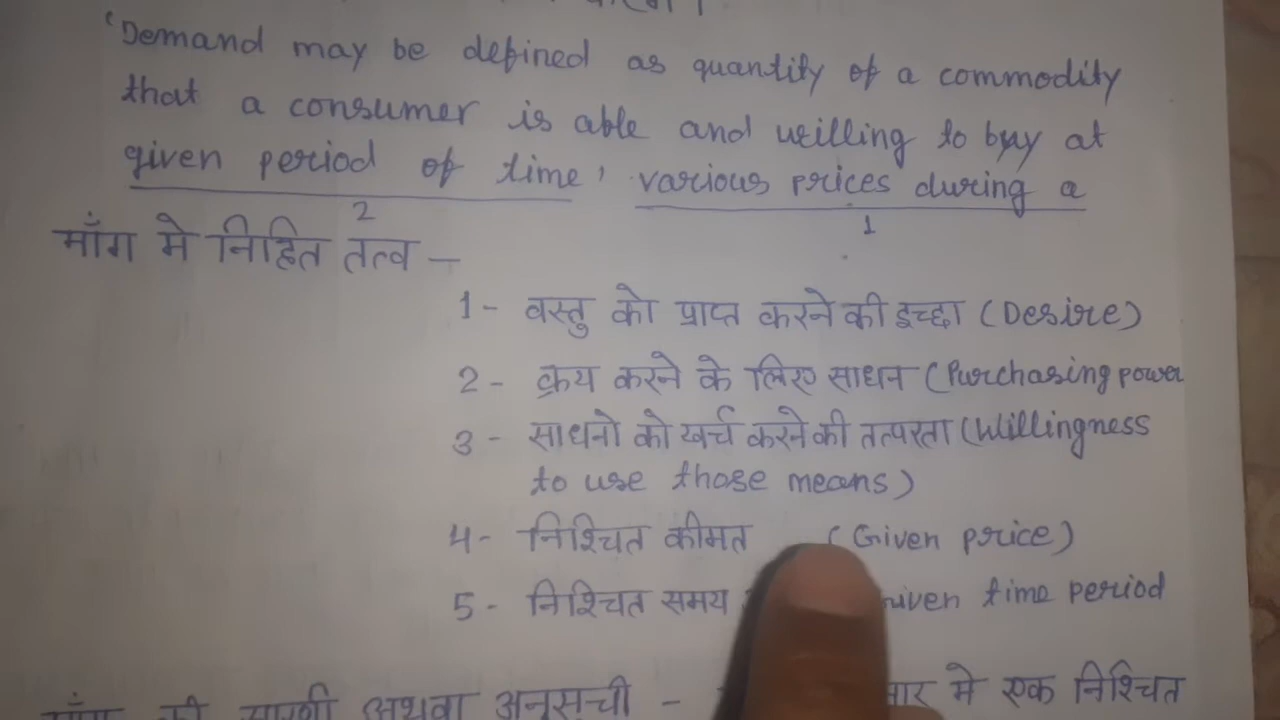 'Demand may be defined as quantity of a commodity
that a consumer is able and willing to buy at
given period of time' various prices during a
2 1
माँग मे निहित तत्व –
1- वस्तु को प्राप्त करने की इच्छा (Desire)
2- क्रय करने के लिए साधन (Purchasing power
3- साधनो को खर्च करने की तत्परता (Willingness
to use those means)
4- निश्चित कीमत (Given price)
5- निश्चित समय time period
अथवा अनुसूची - मे एक निश्चित